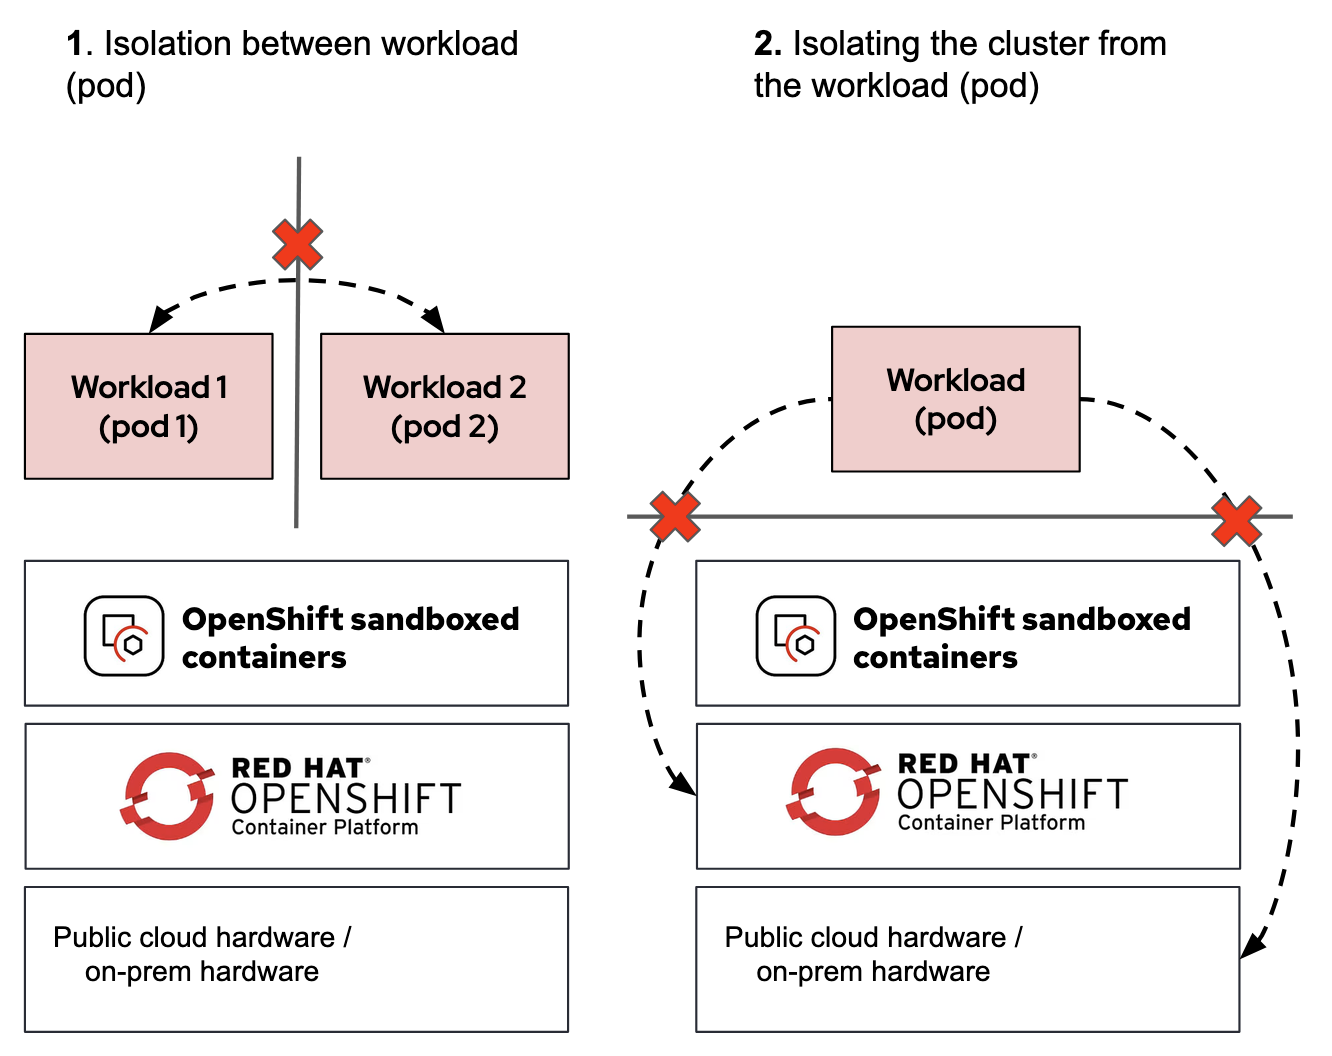 1. Isolation between workload
(pod)
Workload 1
(pod 1)
Workload 2
(pod 2)
OpenShift sandboxed
containers
RED HAT®
OPENSHIFT
Container Platform
Public cloud hardware /
on-prem hardware
2. Isolating the cluster from
the workload (pod)
Workload
(pod)
OpenShift sandboxed
containers
RED HAT®
OPENSHIFT
Container Platform
Public cloud hardware /
on-prem hardware